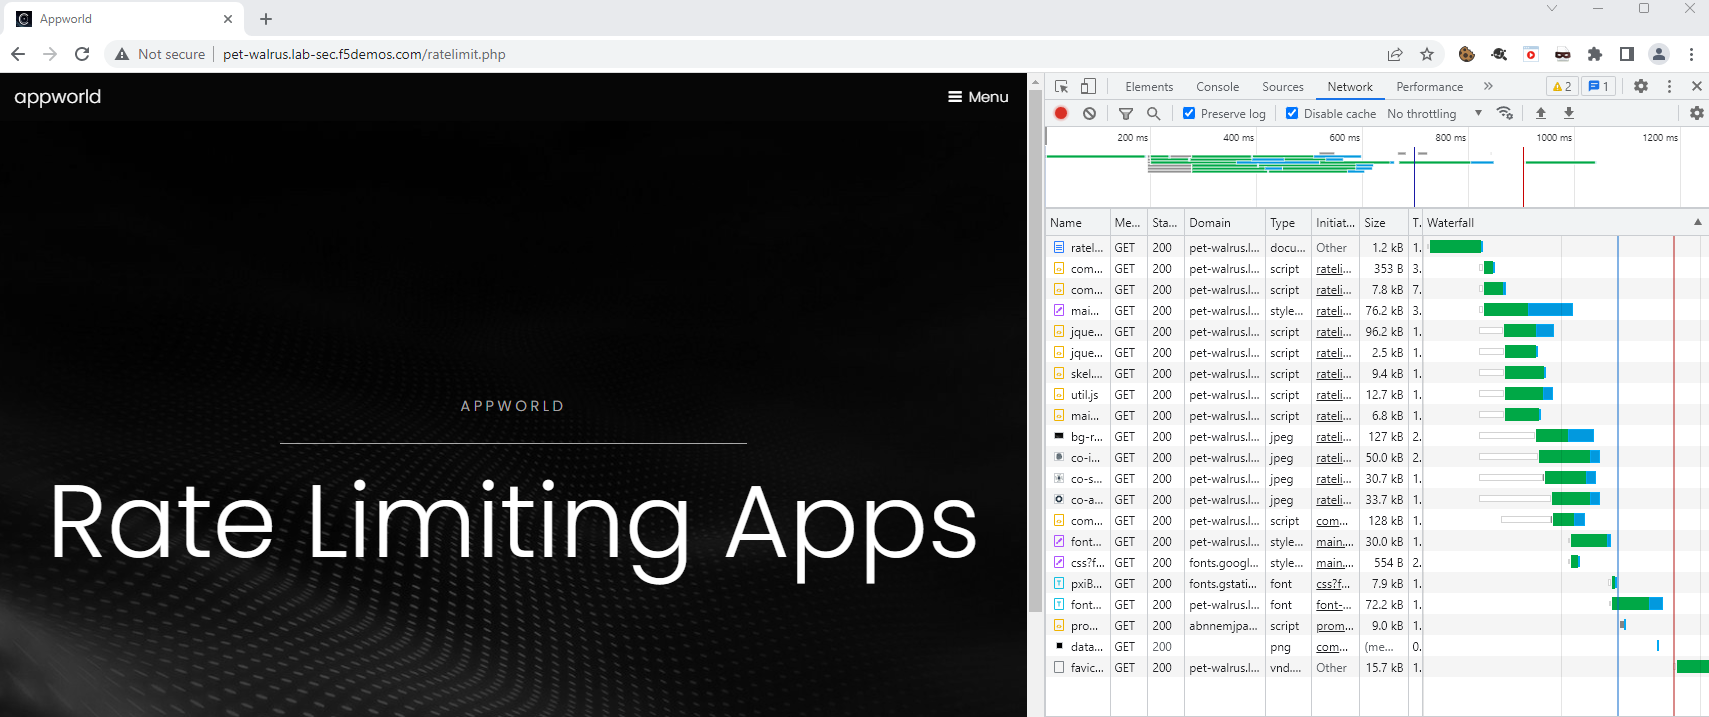 Appworld
Not secure
pet-walrus.lab-sec.f5demos.com/ratelimit.php
appworld
Menu
APPWORLD
Rate Limiting Apps
Elements Console Sources Network Performance 2 1
Preserve log Disable cache No throttling
200 ms 400 ms 600 ms 800 ms 1000 ms 1200 ms
Name Me... Sta... Domain Type Initiat... Size T. Waterfall
ratel... GET 200 pet-walrus.l... docu... Other 1.2 kB 1.
com... GET 200 pet-walrus.l... script rateli... 353 B 3.
com... GET 200 pet-walrus.l... script rateli... 7.8 kB 7.
mai... GET 200 pet-walrus.l... style... rateli... 76.2 kB 3.
jque... GET 200 pet-walrus.l... script rateli... 96.2 kB 1.
jque... GET 200 pet-walrus.l... script rateli... 2.5 kB 1.
skel.... GET 200 pet-walrus.l... script rateli... 9.4 kB 1.
util.js GET 200 pet-walrus.l... script rateli... 12.7 kB 1.
mai... GET 200 pet-walrus.l... script rateli... 6.8 kB 1.
bg-r... GET 200 pet-walrus.l... jpeg rateli... 127 kB 2.
co-i... GET 200 pet-walrus.l... jpeg rateli... 50.0 kB 2.
co-s... GET 200 pet-walrus.l... jpeg rateli... 30.7 kB 1.
co-a... GET 200 pet-walrus.l... jpeg rateli... 33.7 kB 1.
com... GET 200 pet-walrus.l... script com... 128 kB 1.
font... GET 200 pet-walrus.l... style... main.... 30.0 kB 1.
css?f... GET 200 fonts.googl... style... main.... 554 B 2.
pxiB... GET 200 fonts.gstati... font css?f... 7.9 kB 1.
font... GET 200 pet-walrus.l... font font-... 72.2 kB 1.
pro... GET 200 abnnemjpa... script prom... 9.0 kB 1.
data... GET 200 png com... (me... 0.
favic... GET 200 pet-walrus.l... vnd.... Other 15.7 kB 1.